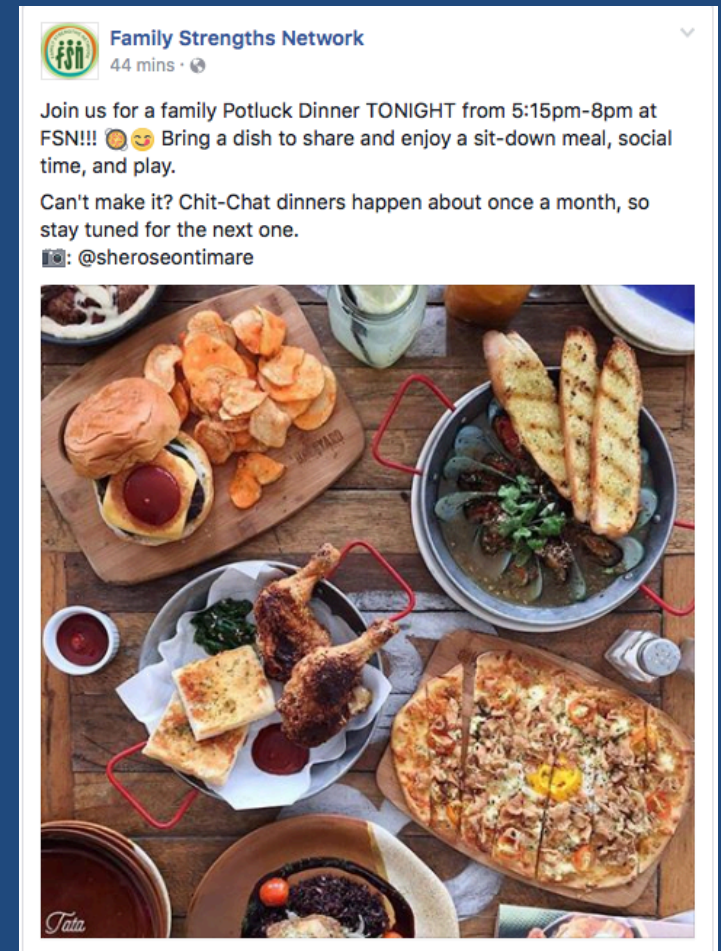 fsn
Family Strengths Network
44 mins ·
Join us for a family Potluck Dinner TONIGHT from 5:15pm-8pm at
FSN!!! 🥘😋 Bring a dish to share and enjoy a sit-down meal, social
time, and play.
Can't make it? Chit-Chat dinners happen about once a month, so
stay tuned for the next one.
📷: @sheroseontimare
Tata